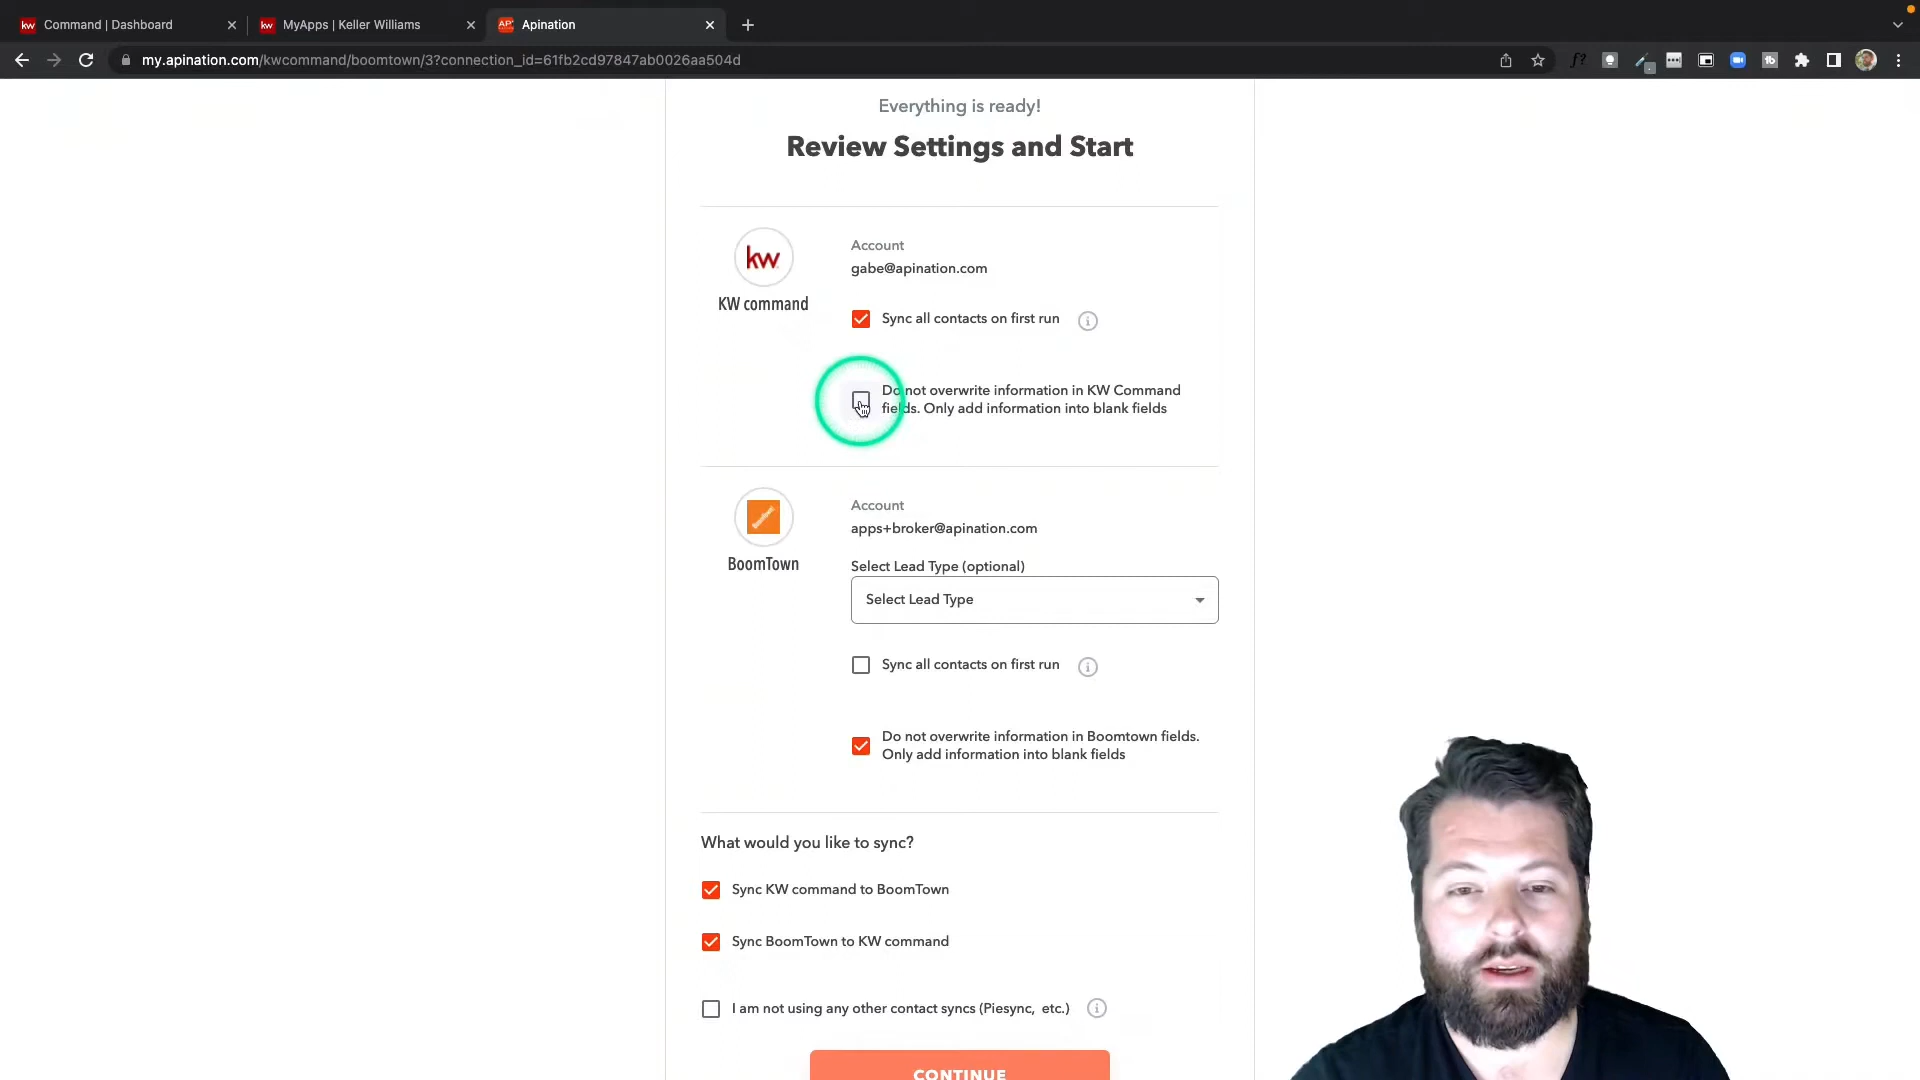 kw Command | Dashboard
kw MyApps | Keller Williams
AP Apination
my.apination.com/kwcommand/boomtown/3?connection_id=61fb2cd97847ab0026aa504d
Everything is ready!
Review Settings and Start
kw
KW command
Account
gabe@apination.com
Sync all contacts on first run
Do not overwrite information in KW Command
fields. Only add information into blank fields
BoomTown
Account
apps+broker@apination.com
Select Lead Type (optional)
Select Lead Type
Sync all contacts on first run
Do not overwrite information in Boomtown fields.
Only add information into blank fields
What would you like to sync?
Sync KW command to BoomTown
Sync BoomTown to KW command
I am not using any other contact syncs (Piesync, etc.)
CONTINUE